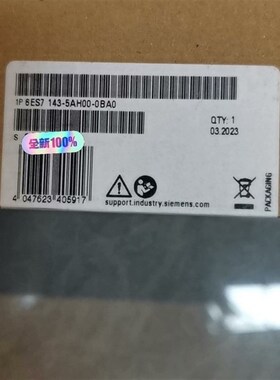 1P 6ES7 143-5AH00-0BA0
QTY: 1
03.2023
S
全新100%
4 047623 405917
support.industry.siemens.com
PACKAGING